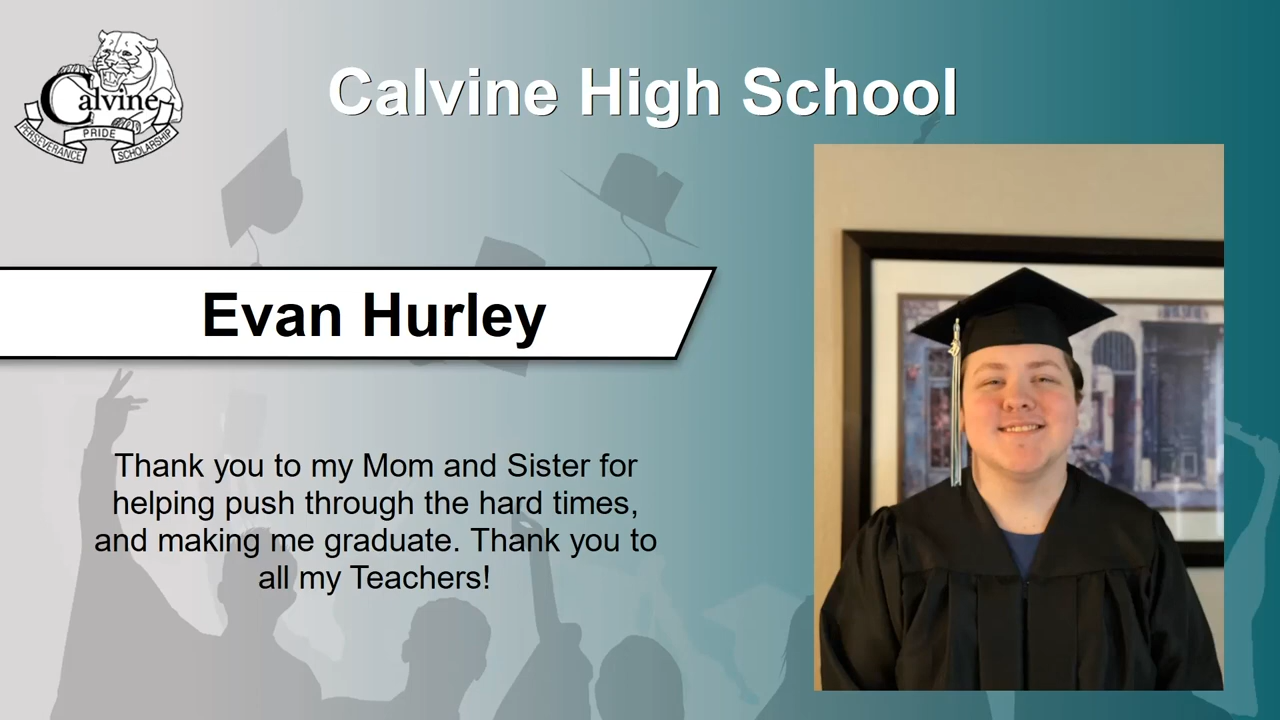 Calvine
PERSEVERANCE
PRIDE
SCHOLARSHIP
Calvine High School
Evan Hurley
Thank you to my Mom and Sister for
helping push through the hard times,
and making me graduate. Thank you to
all my Teachers!